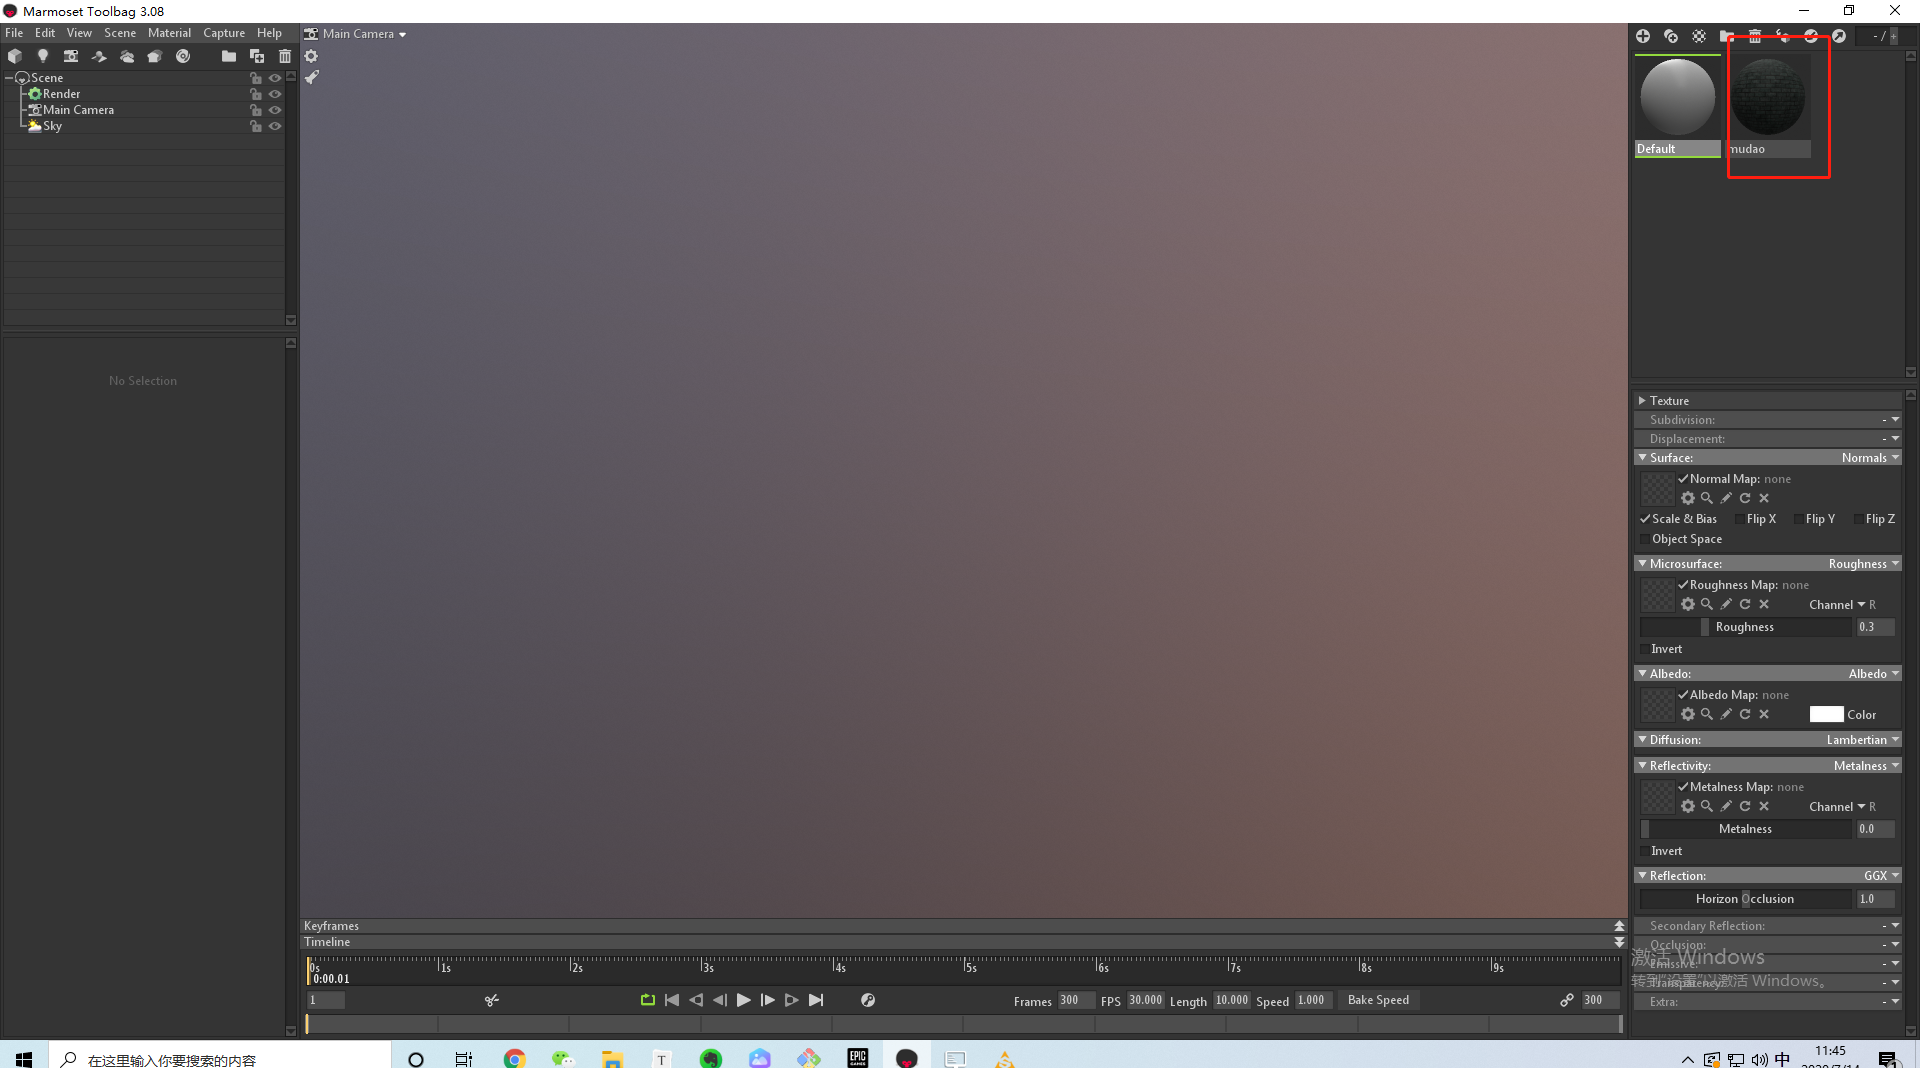 Marmoset Toolbag 3.08
File Edit View Scene Material Capture Help
Main Camera
- / +
Scene
Render
Main Camera
Sky
No Selection
Default
mudao
Texture
Subdivision: -
Displacement: -
Surface: Normals
Normal Map: none
Scale & Bias Flip X Flip Y Flip Z
Object Space
Microsurface: Roughness
Roughness Map: none
Channel R
Roughness 0.3
Invert
Albedo: Albedo
Albedo Map: none
Color
Diffusion: Lambertian
Reflectivity: Metalness
Metalness Map: none
Channel R
Metalness 0.0
Invert
Reflection: GGX
Horizon Occlusion 1.0
Secondary Reflection: -
Occlusion: -
Emissive: -
Transparency: -
Extra: -
激活 Windows
转到"设置"以激活 Windows。
Keyframes
Timeline
0s 1s 2s 3s 4s 5s 6s 7s 8s 9s
0:00.01
1
Frames 300 FPS 30.000 Length 10.000 Speed 1.000 Bake Speed
300
在这里输入你要搜索的内容
T
EPIC GAMES
中
11:45
2020/7/14
1